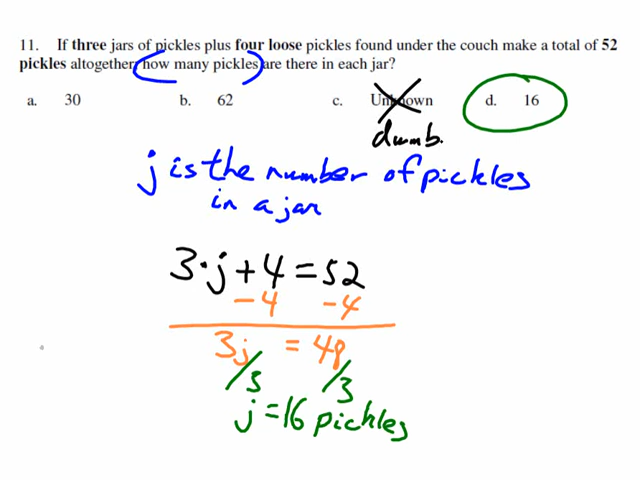 11. If three jars of pickles plus four loose pickles found under the couch make a total of 52
pickles altogether, how many pickles are there in each jar?
a. 30 b. 62 c. Unknown d. 16
dumb.
j is the number of pickles
in a jar
3·j+4=52
-4 -4
3j = 48
/3 /3
j=16 pickles